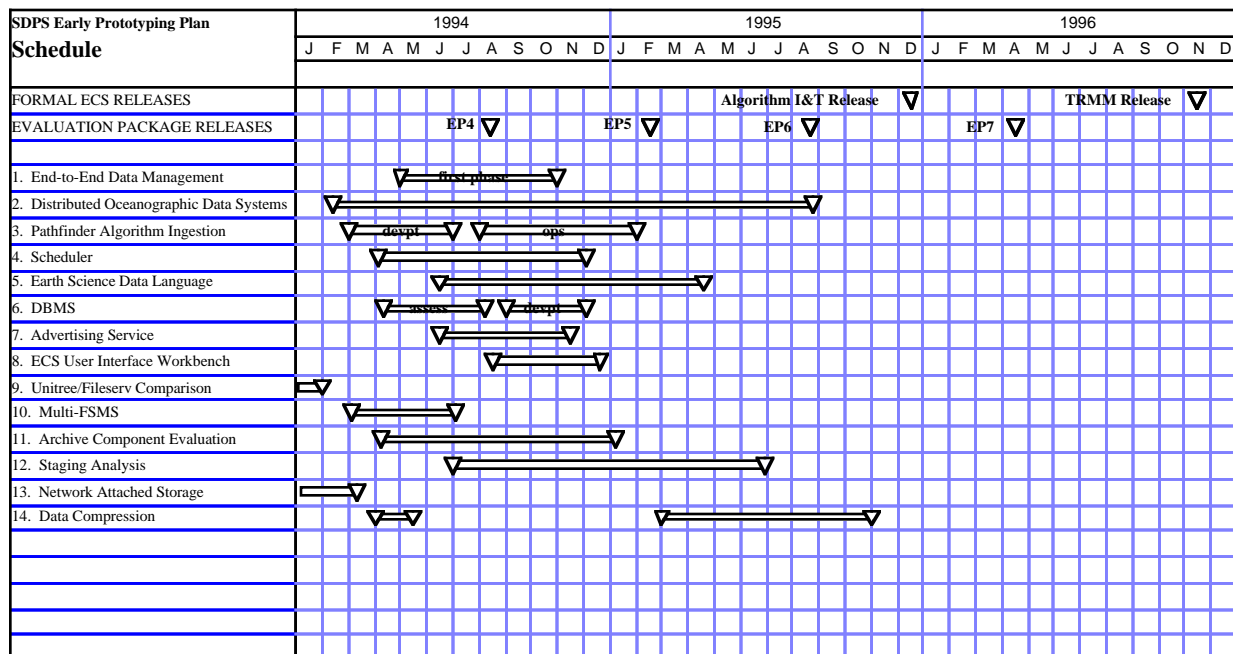 SDPS Early Prototyping Plan
Schedule
1994 1995 1996
J F M A M J J A S O N D J F M A M J J A S O N D J F M A M J J A S O N D
FORMAL ECS RELEASES Algorithm I&T Release TRMM Release
EVALUATION PACKAGE RELEASES EP4 EP5 EP6 EP7
1. End-to-End Data Management first phase
2. Distributed Oceanographic Data Systems
3. Pathfinder Algorithm Ingestion devpt ops
4. Scheduler
5. Earth Science Data Language
6. DBMS assess devpt
7. Advertising Service
8. ECS User Interface Workbench
9. Unitree/Fileserv Comparison
10. Multi-FSMS
11. Archive Component Evaluation
12. Staging Analysis
13. Network Attached Storage
14. Data Compression